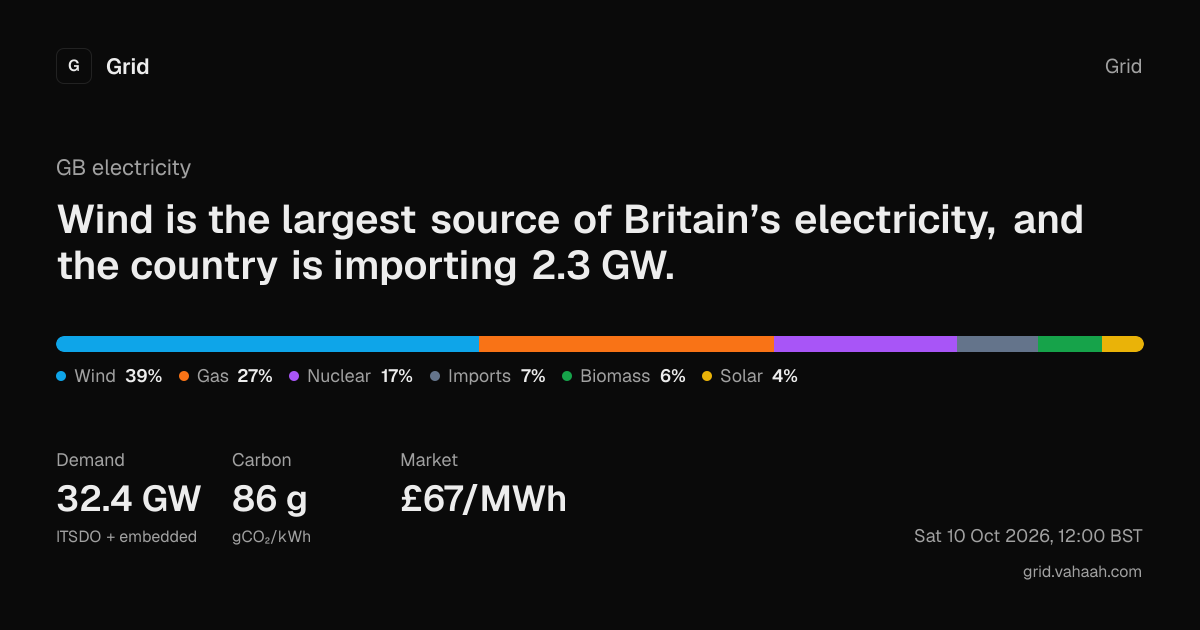 G Grid
Grid
GB electricity
Wind is the largest source of Britain’s electricity, and
the country is importing 2.3 GW.
Wind 39% Gas 27% Nuclear 17% Imports 7% Biomass 6% Solar 4%
Demand Carbon Market
32.4 GW 86 g £67/MWh
ITSDO + embedded gCO₂/kWh
Sat 10 Oct 2026, 12:00 BST
grid.vahaah.com